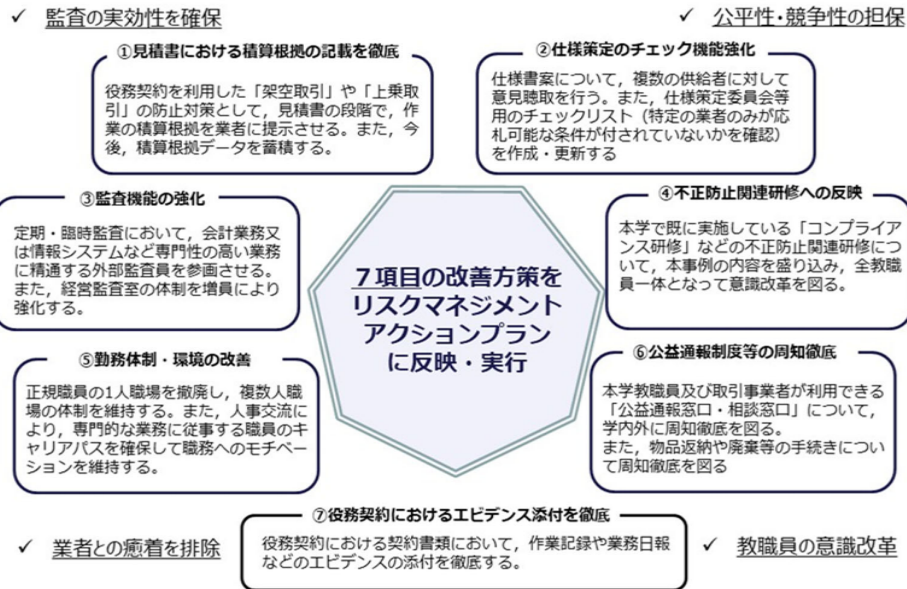 ✓ 監査の実効性を確保
✓ 公平性・競争性の担保
①見積書における積算根拠の記載を徹底
役務契約を利用した「架空取引」や「上乗取
引」の防止対策として，見積書の段階で，作
業の積算根拠を業者に提示させる。また，今
後，積算根拠データを蓄積する。
②仕様策定のチェック機能強化
仕様書案について，複数の供給者に対して
意見聴取を行う。また，仕様策定委員会等
用のチェックリスト（特定の業者のみが応
札可能な条件が付されていないかを確認）
を作成・更新する
③監査機能の強化
定期・臨時監査において，会計業務又
は情報システムなど専門性の高い業務
に精通する外部監査員を参画させる。
また，経営監査室の体制を増員により
強化する。
④不正防止関連研修への反映
本学で既に実施している「コンプライア
ンス研修」などの不正防止関連研修につ
いて，本事例の内容を盛り込み，全教職
員一体となって意識改革を図る。
７項目の改善方策を
リスクマネジメント
アクションプラン
に反映・実行
⑤勤務体制・環境の改善
正規職員の1人職場を撤廃し，複数人職
場の体制を維持する。また，人事交流に
より，専門的な業務に従事する職員のキ
ャリアパスを確保して職務へのモチベー
ションを維持する。
⑥公益通報制度等の周知徹底
本学教職員及び取引事業者が利用できる
「公益通報窓口・相談窓口」について，
学内外に周知徹底を図る。
また，物品返納や廃棄等の手続きについ
て周知徹底を図る
⑦役務契約におけるエビデンス添付を徹底
役務契約における契約書類において，作業記録や業務日報
などのエビデンスの添付を徹底する。
✓ 業者との癒着を排除
✓ 教職員の意識改革